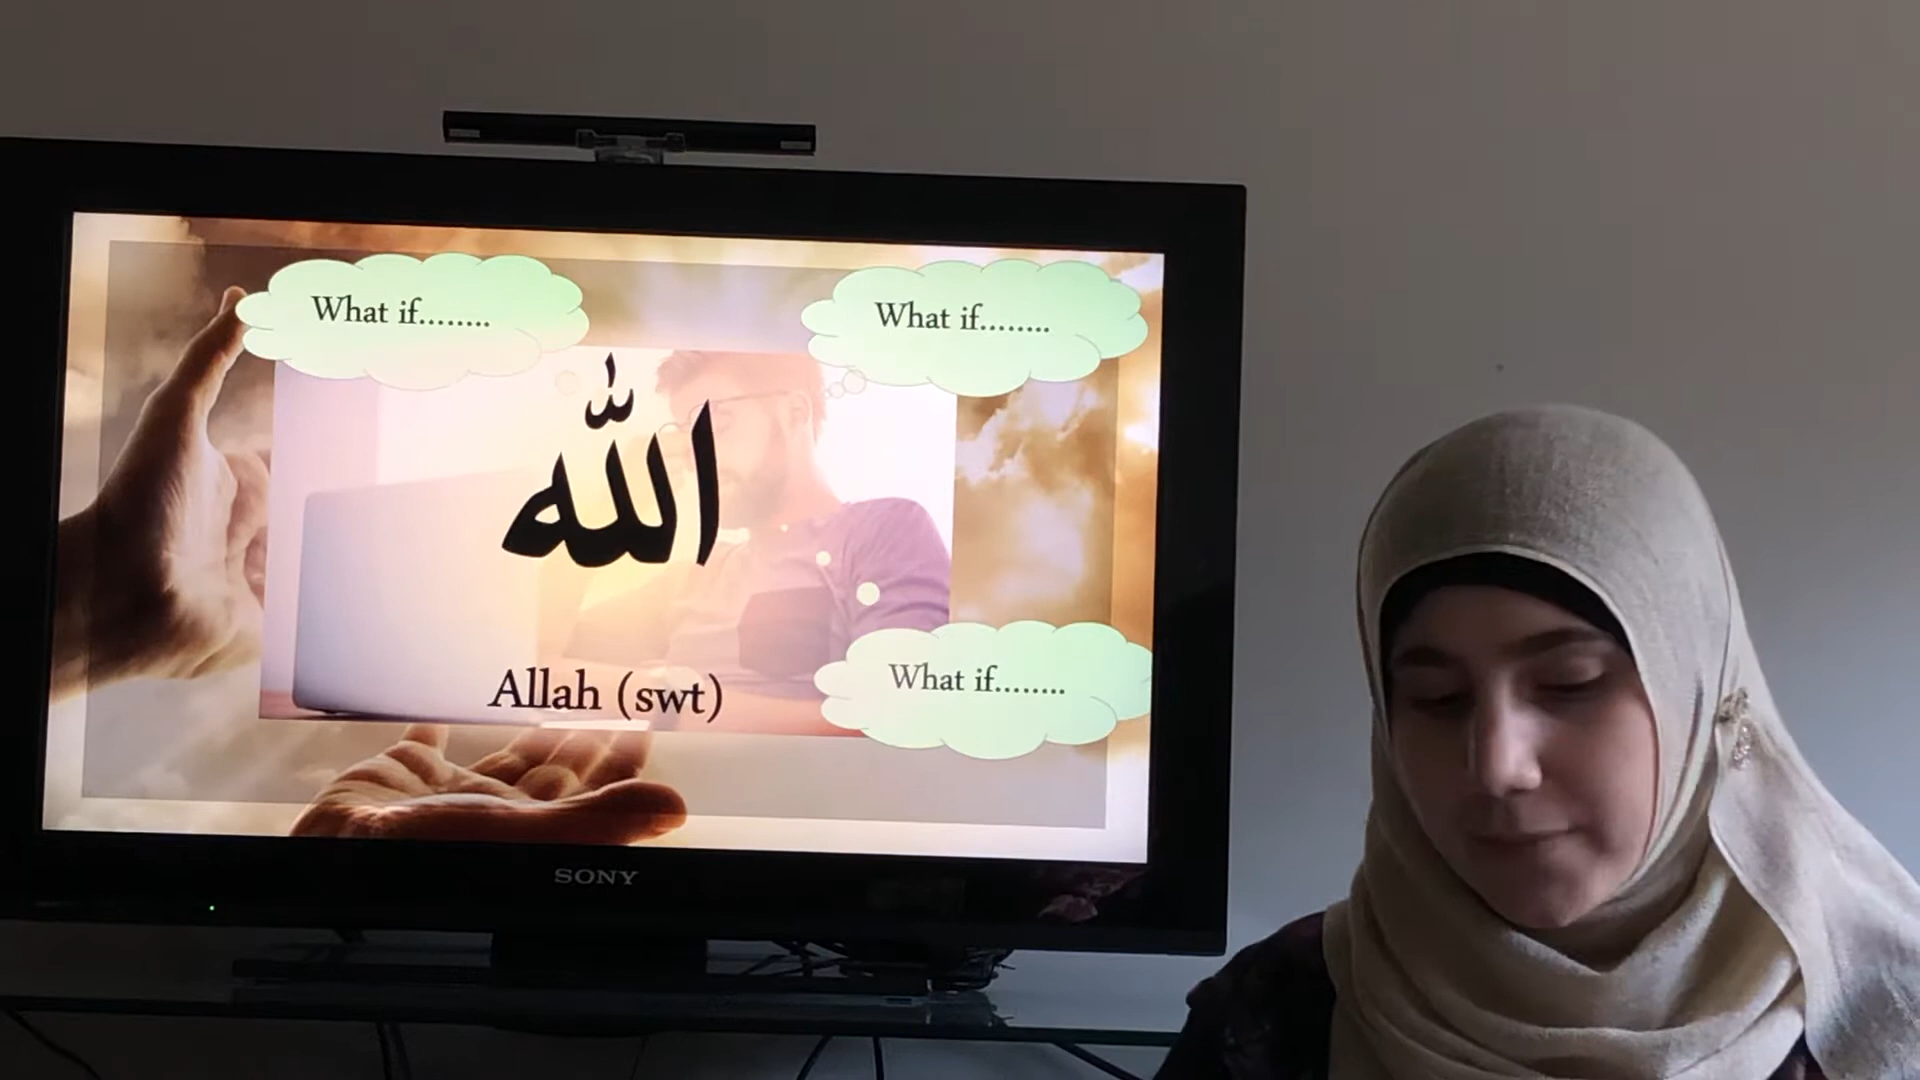 What if........
What if........
الله
What if........
Allah (swt)
SONY